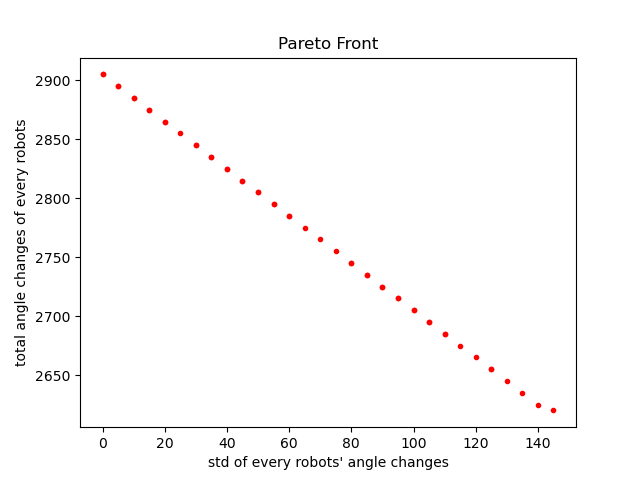 Pareto Front
total angle changes of every robots
2900
2850
2800
2750
2700
2650
0 20 40 60 80 100 120 140
std of every robots' angle changes